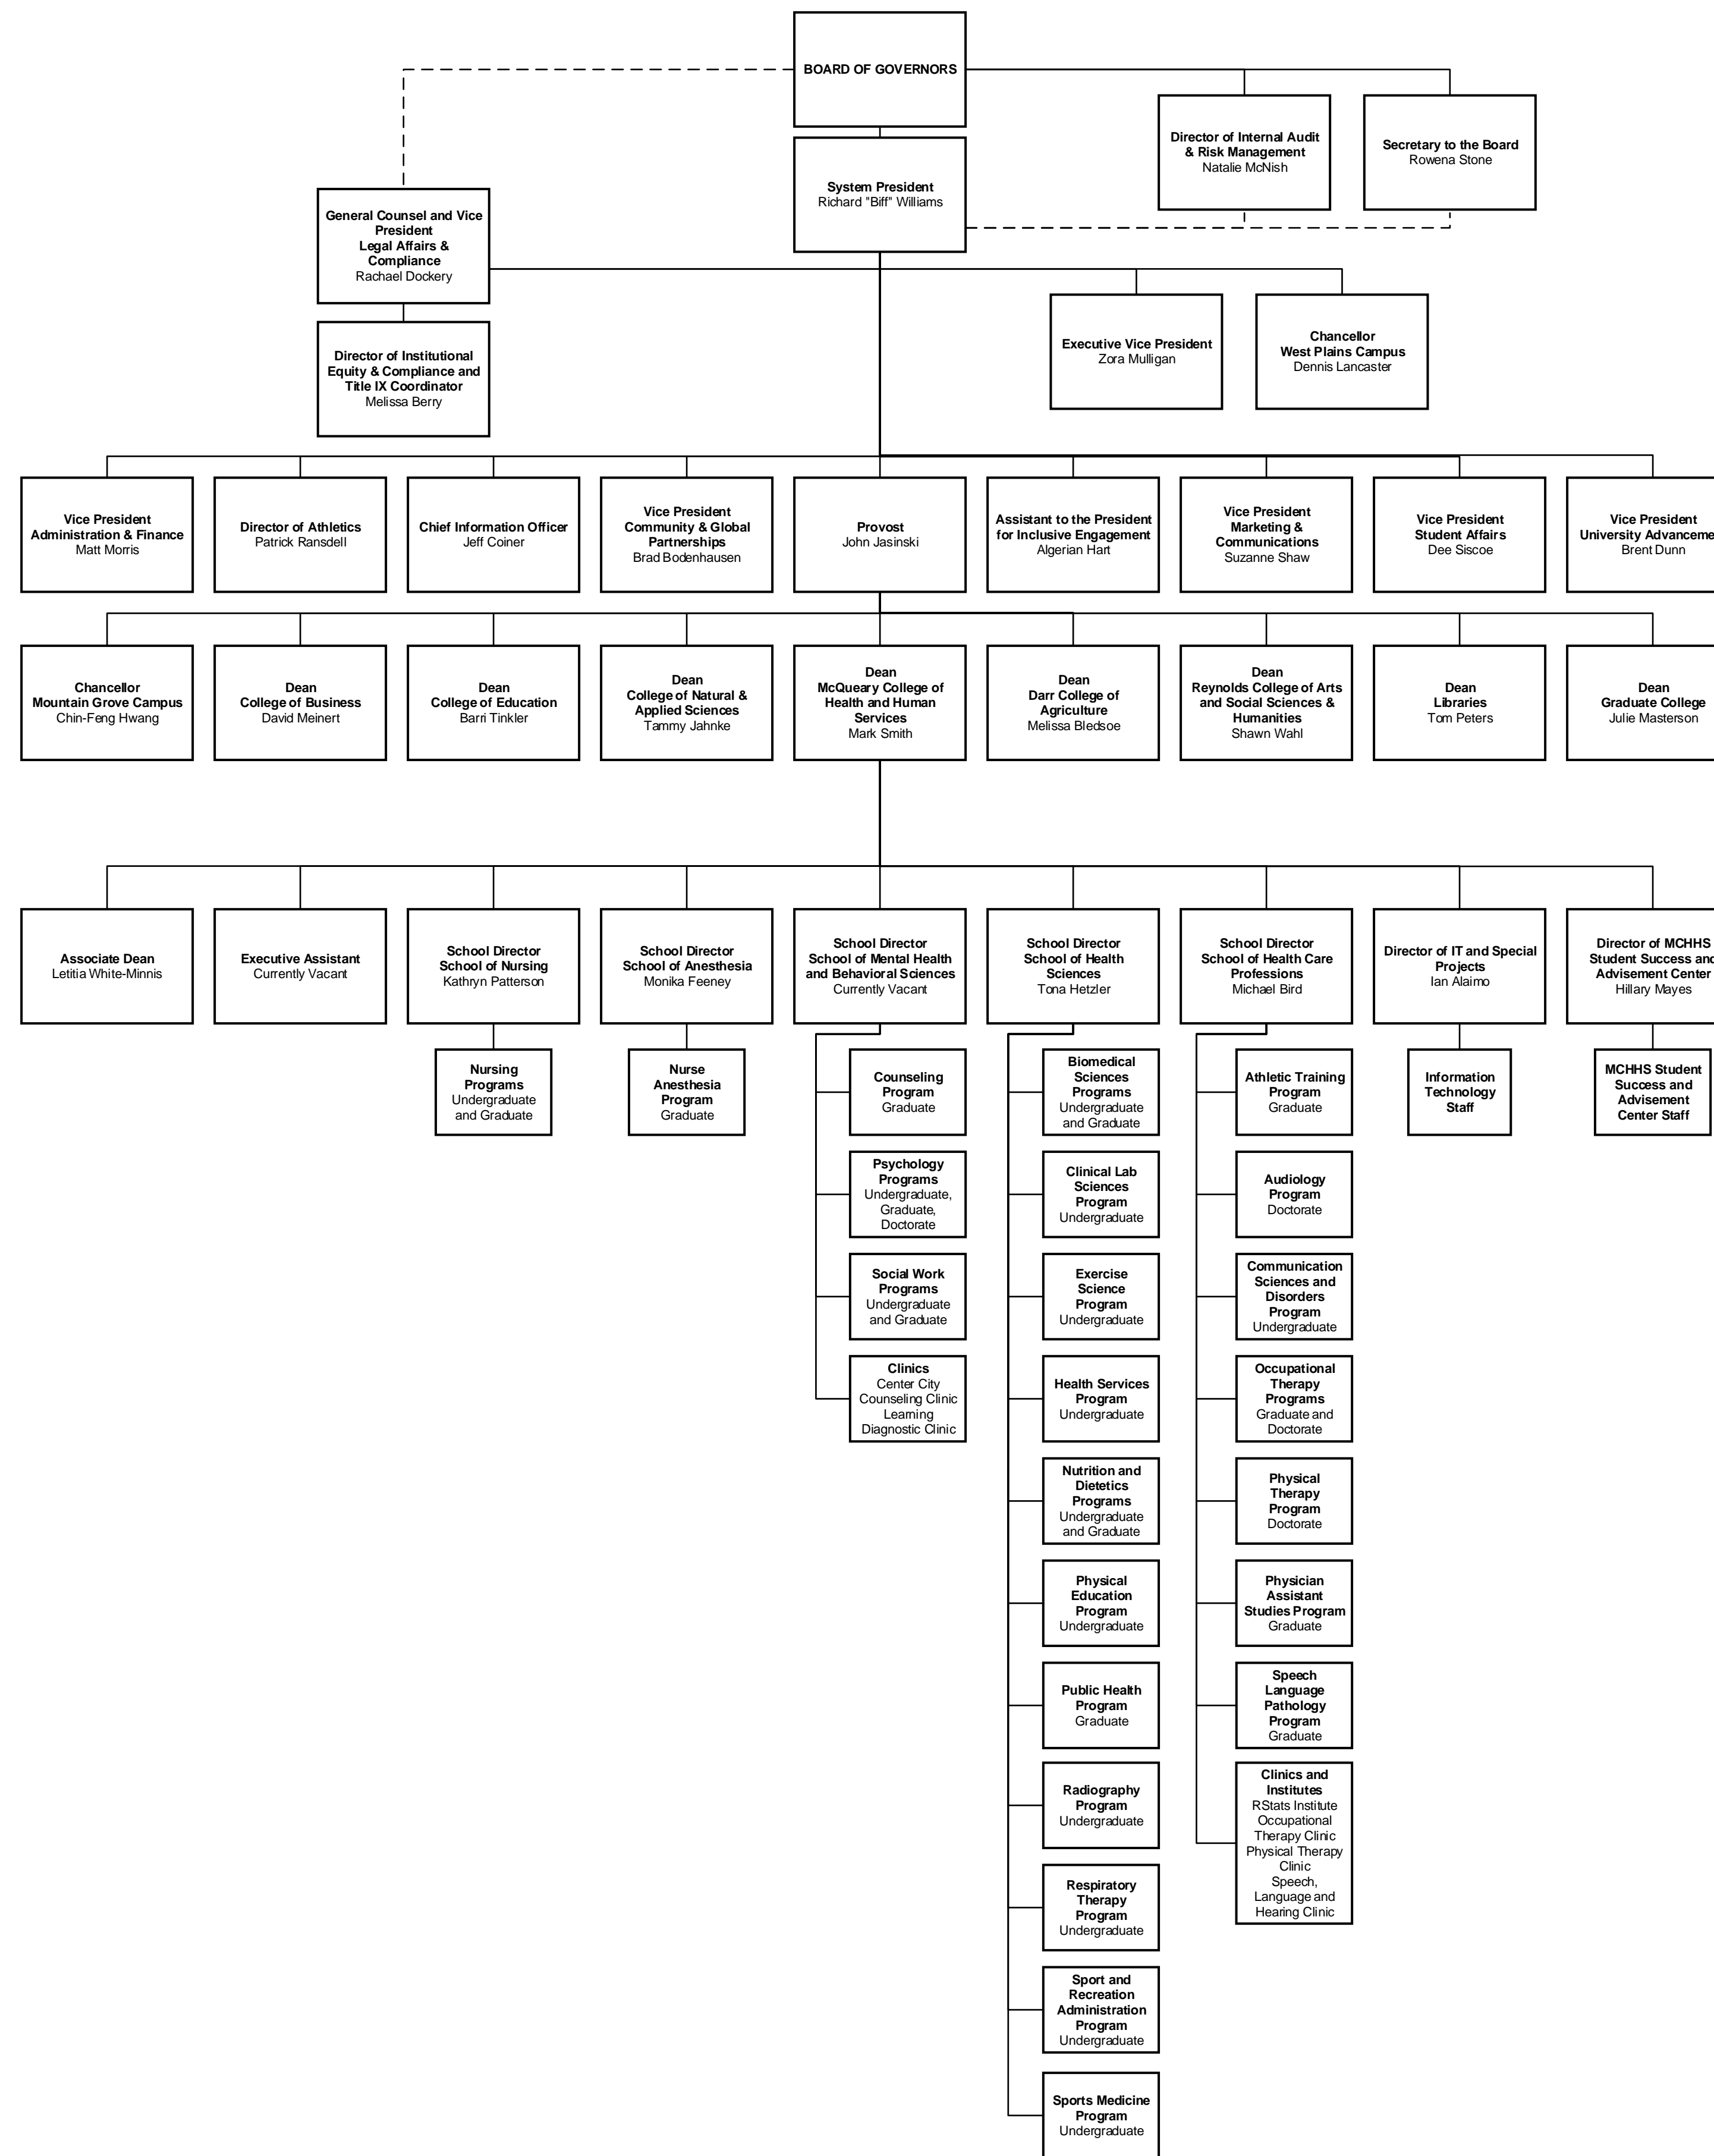 BOARD OF GOVERNORS
Director of Internal Audit
& Risk Management
Natalie McNish
Secretary to the Board
Rowena Stone
System President
Richard "Biff" Williams
General Counsel and Vice
President
Legal Affairs &
Compliance
Rachael Dockery
Director of Institutional
Equity & Compliance and
Title IX Coordinator
Melissa Berry
Executive Vice President
Zora Mulligan
Chancellor
West Plains Campus
Dennis Lancaster
Vice President
Administration & Finance
Matt Morris
Director of Athletics
Patrick Ransdell
Chief Information Officer
Jeff Coiner
Vice President
Community & Global
Partnerships
Brad Bodenhausen
Provost
John Jasinski
Assistant to the President
for Inclusive Engagement
Algerian Hart
Vice President
Marketing &
Communications
Suzanne Shaw
Vice President
Student Affairs
Dee Siscoe
Vice President
University Advanceme
Brent Dunn
Chancellor
Mountain Grove Campus
Chin-Feng Hwang
Dean
College of Business
David Meinert
Dean
College of Education
Barri Tinkler
Dean
College of Natural &
Applied Sciences
Tammy Jahnke
Dean
McQueary College of
Health and Human
Services
Mark Smith
Dean
Darr College of
Agriculture
Melissa Bledsoe
Dean
Reynolds College of Arts
and Social Sciences &
Humanities
Shawn Wahl
Dean
Libraries
Tom Peters
Dean
Graduate College
Julie Masterson
Associate Dean
Letitia White-Minnis
Executive Assistant
Currently Vacant
School Director
School of Nursing
Kathryn Patterson
School Director
School of Anesthesia
Monika Feeney
School Director
School of Mental Health
and Behavioral Sciences
Currently Vacant
School Director
School of Health
Sciences
Tona Hetzler
School Director
School of Health Care
Professions
Michael Bird
Director of IT and Special
Projects
Ian Alaimo
Director of MCHHS
Student Success and
Advisement Center
Hillary Mayes
Nursing
Programs
Undergraduate
and Graduate
Nurse
Anesthesia
Program
Graduate
Counseling
Program
Graduate
Psychology
Programs
Undergraduate,
Graduate,
Doctorate
Social Work
Programs
Undergraduate
and Graduate
Clinics
Center City
Counseling Clinic
Learning
Diagnostic Clinic
Biomedical
Sciences
Programs
Undergraduate
and Graduate
Clinical Lab
Sciences
Program
Undergraduate
Exercise
Science
Program
Undergraduate
Health Services
Program
Undergraduate
Nutrition and
Dietetics
Programs
Undergraduate
and Graduate
Physical
Education
Program
Undergraduate
Public Health
Program
Graduate
Radiography
Program
Undergraduate
Respiratory
Therapy
Program
Undergraduate
Sport and
Recreation
Administration
Program
Undergraduate
Sports Medicine
Program
Undergraduate
Athletic Training
Program
Graduate
Audiology
Program
Doctorate
Communication
Sciences and
Disorders
Program
Undergraduate
Occupational
Therapy
Programs
Graduate and
Doctorate
Physical
Therapy
Program
Doctorate
Physician
Assistant
Studies Program
Graduate
Speech
Language
Pathology
Program
Graduate
Clinics and
Institutes
RStats Institute
Occupational
Therapy Clinic
Physical Therapy
Clinic
Speech,
Language and
Hearing Clinic
Information
Technology
Staff
MCHHS Student
Success and
Advisement
Center Staff